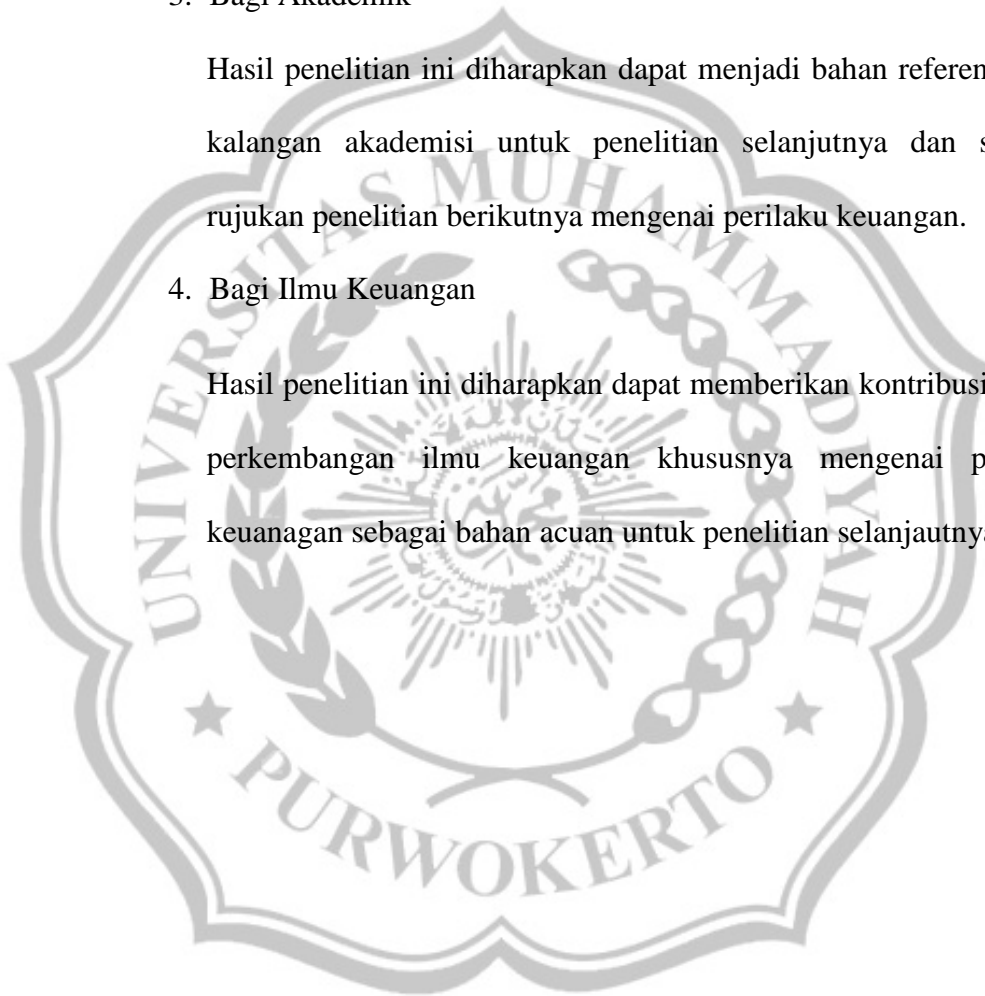 3. Bagi Akademik
Hasil penelitian ini diharapkan dapat menjadi bahan referen
kalangan akademisi untuk penelitian selanjutnya dan s
rujukan penelitian berikutnya mengenai perilaku keuangan.
4. Bagi Ilmu Keuangan
Hasil penelitian ini diharapkan dapat memberikan kontribusi
perkembangan ilmu keuangan khususnya mengenai p
keuanagan sebagai bahan acuan untuk penelitian selanjautnya
UNIVERSITAS MUHAMMADIYAH
PURWOKERTO